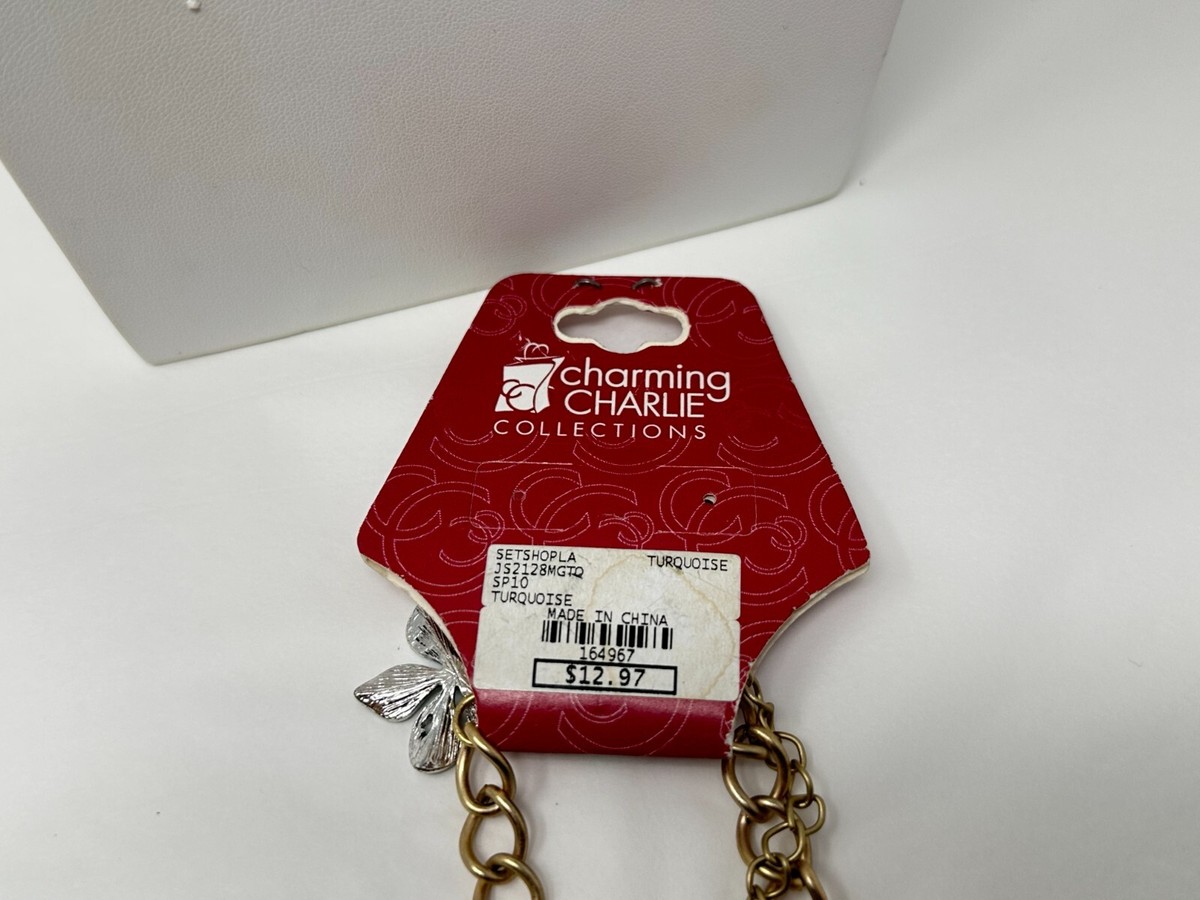 charming
CHARLIE
COLLECTIONS
SETSHOPLA TURQUOISE
JS2128MGTQ
SP10
TURQUOISE
MADE IN CHINA
164967
$12.97